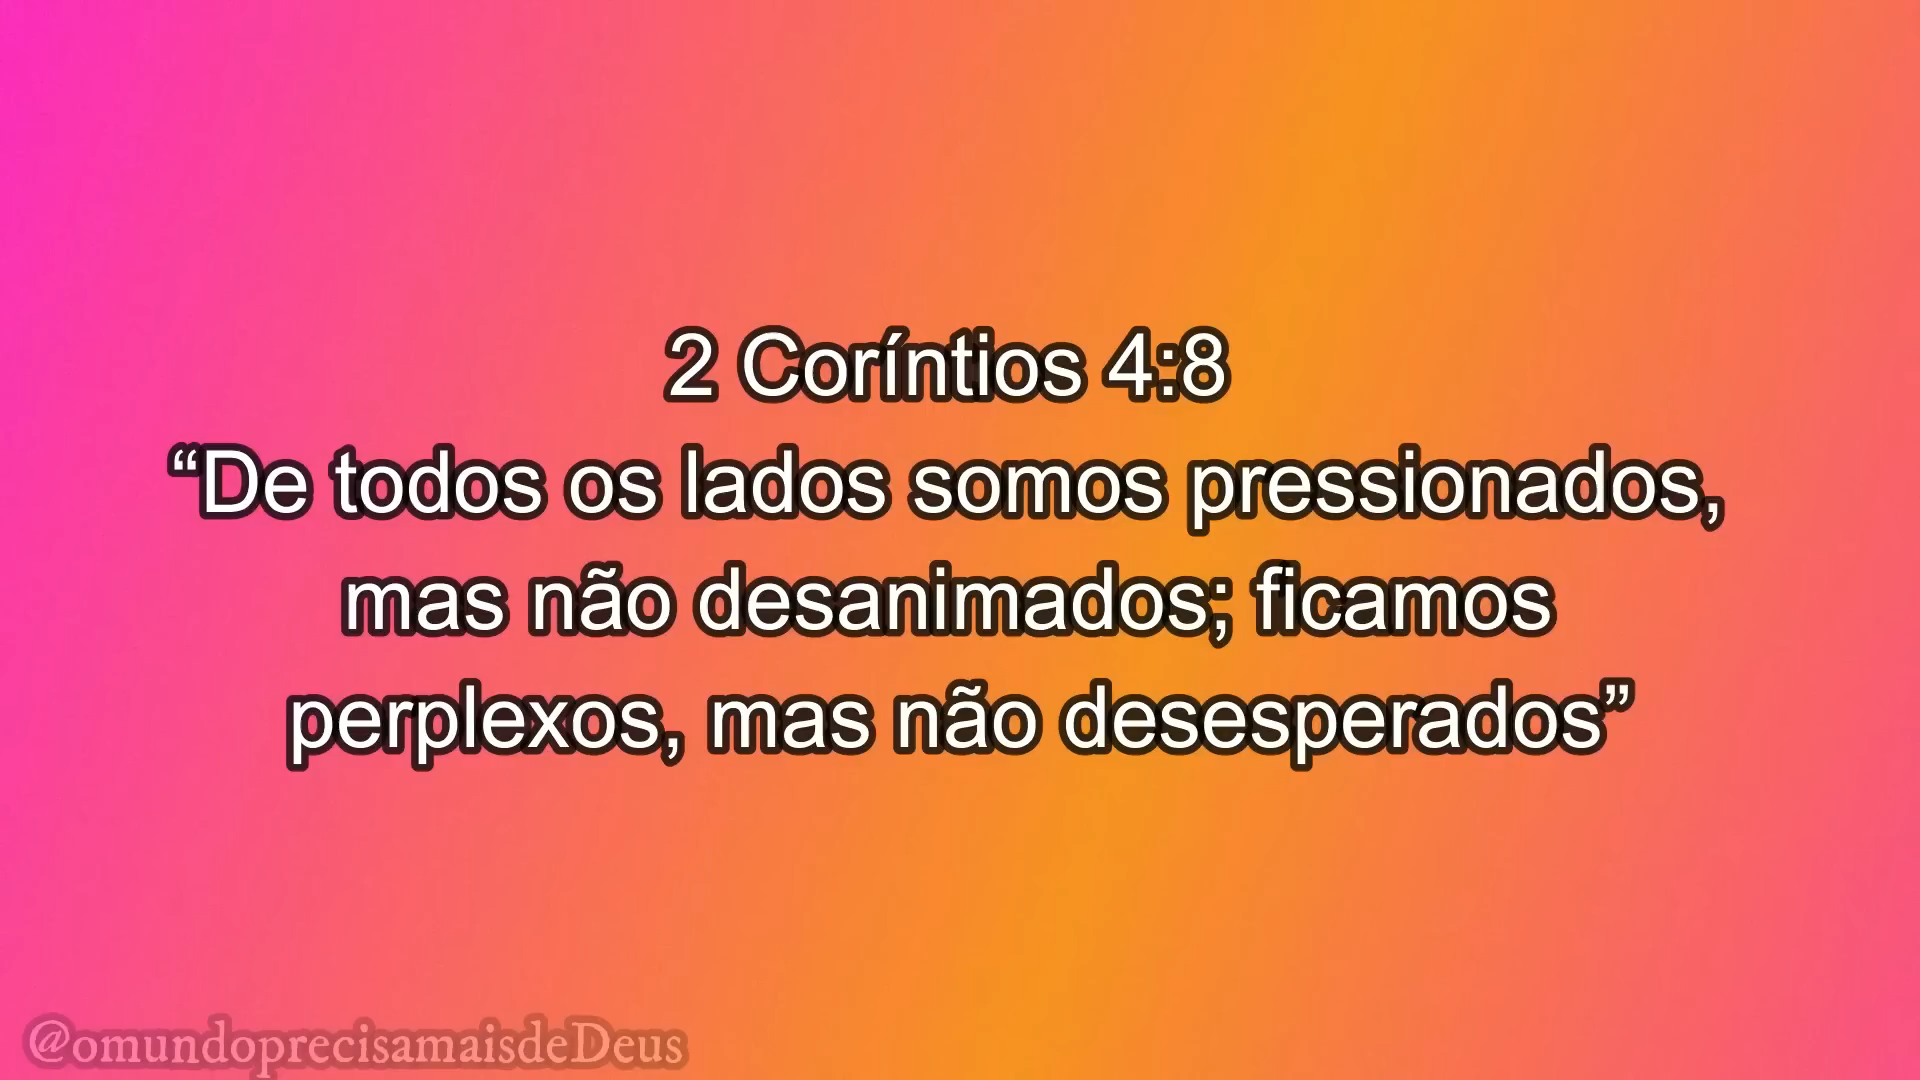 2 Coríntios 4:8
“De todos os lados somos pressionados,
mas não desanimados; ficamos
perplexos, mas não desesperados”
@omundoprecisamaisdeDeus